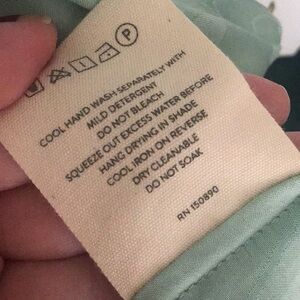 P
COOL HAND WASH SEPARATELY WITH
MILD DETERGENT
DO NOT BLEACH
SQUEEZE OUT EXCESS WATER BEFORE
HANG DRYING IN SHADE
COOL IRON ON REVERSE
DRY CLEANABLE
DO NOT SOAK
RN 150890